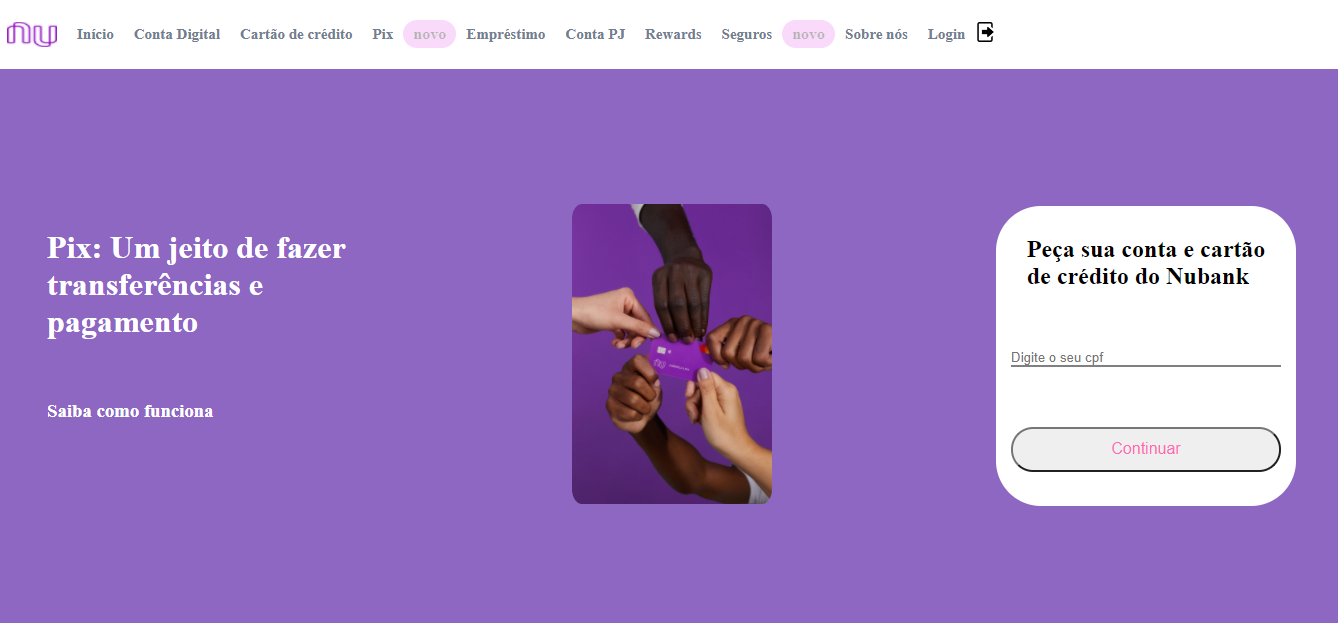 nu Início Conta Digital Cartão de crédito Pix novo Empréstimo Conta PJ Rewards Seguros novo Sobre nós Login
Pix: Um jeito de fazer
transferências e
pagamento
Saiba como funciona
nu
Peça sua conta e cartão
de crédito do Nubank
Digite o seu cpf
Continuar